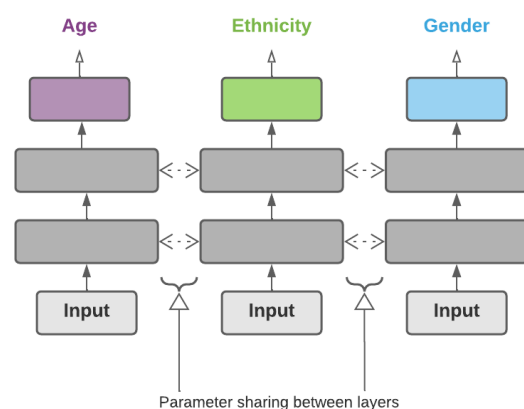 Age Ethnicity Gender
Input Input Input
Parameter sharing between layers